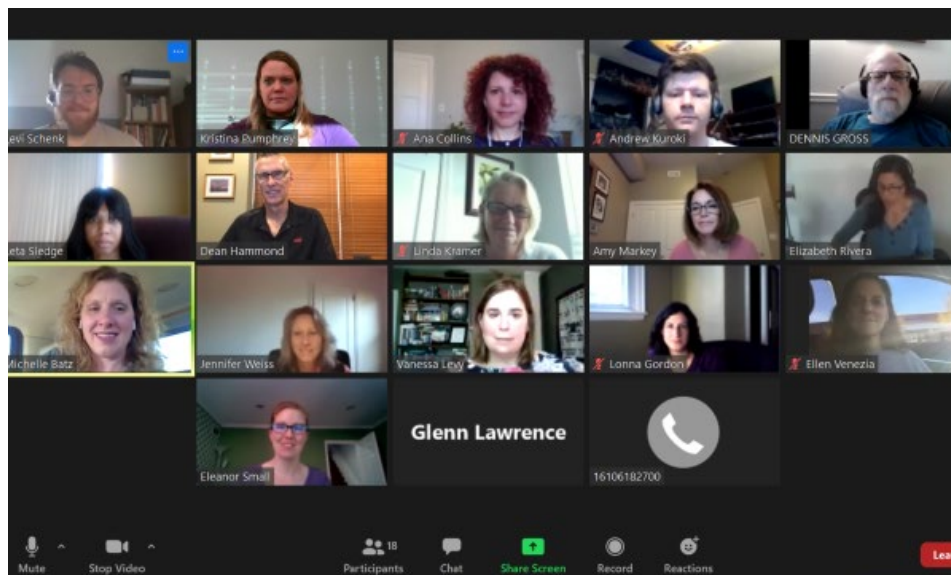 evi Schenk
Kristina Pumphrey
Ana Collins
Andrew Kuroki
DENNIS GROSS
eta Sledge
Dean Hammond
Linda Kramer
Amy Markey
Elizabeth Rivera
Michelle Batz
Jennifer Weiss
Vanessa Levy
Lonna Gordon
Ellen Venezia
Eleanor Small
Glenn Lawrence
16106182700
18
Mute
Stop Video
Participants
Chat
Share Screen
Record
Reactions
Lea